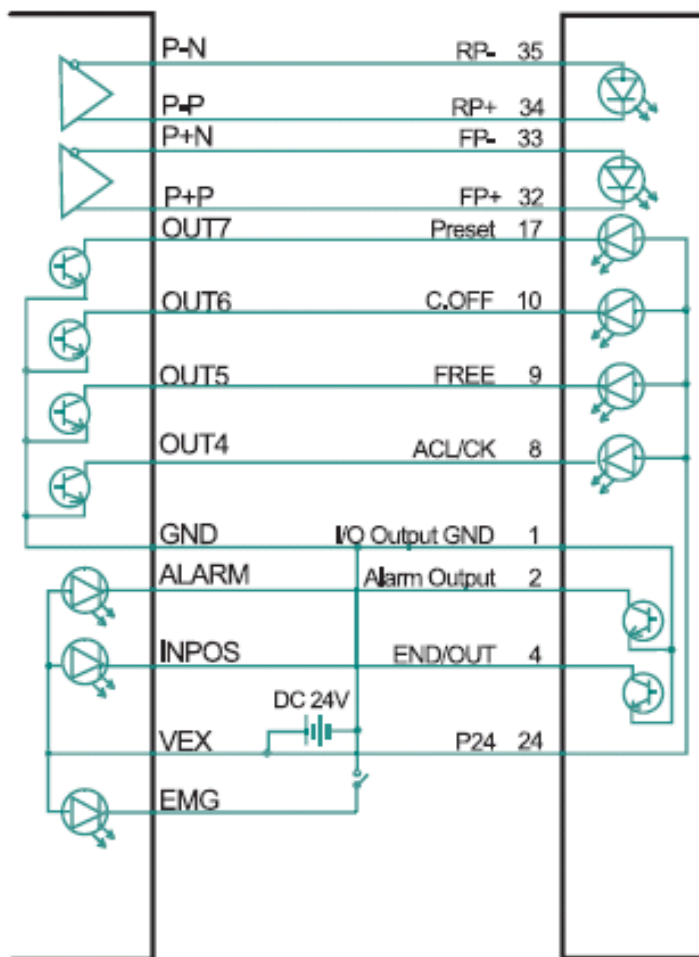 P-N RP- 35
P-P RP+ 34
P+N FP- 33
P+P FP+ 32
OUT7 Preset 17
OUT6 C.OFF 10
OUT5 FREE 9
OUT4 ACL/CK 8
GND I/O Output GND 1
ALARM Alarm Output 2
INPOS END/OUT 4
DC 24V
VEX P24 24
EMG